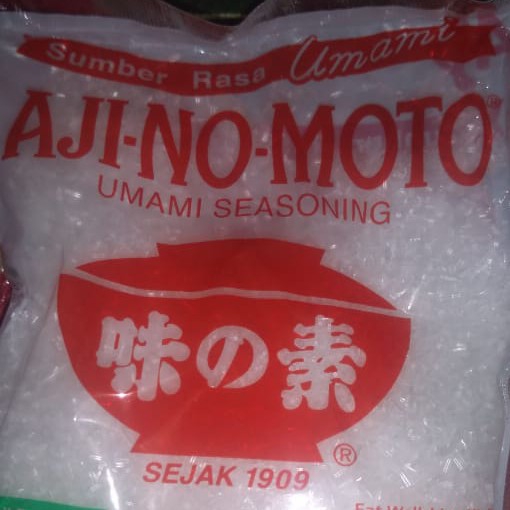 Sumber Rasa Umami
AJI-NO-MOTO
UMAMI SEASONING
味の素
®
SEJAK 1909